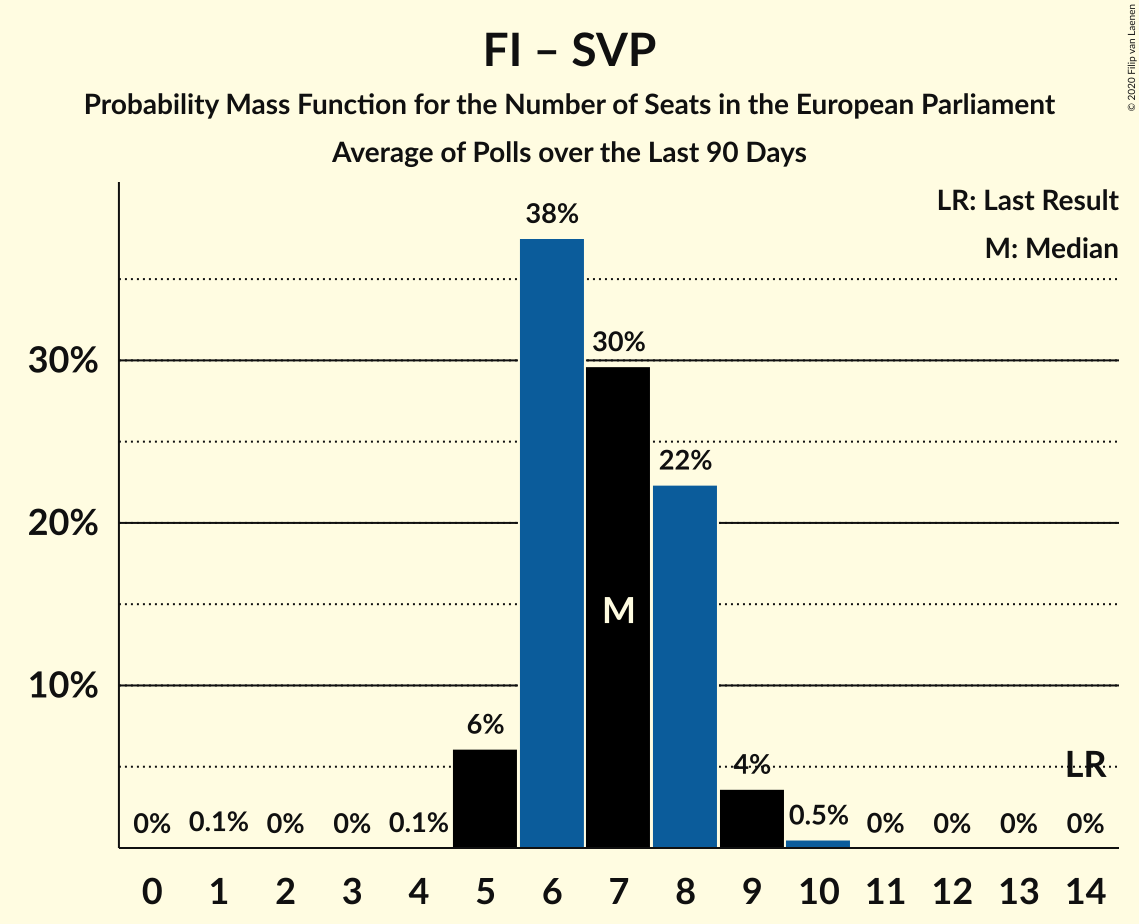 FI – SVP
Probability Mass Function for the Number of Seats in the European Parliament
Average of Polls over the Last 90 Days
© 2020 Filip van Laenen
LR: Last Result
M: Median
38%
30%
30%
22%
20%
M
10%
6%
4%
LR
0%
0.1%
0%
0%
0.1%
0.5%
0%
0%
0%
0%
0 1 2 3 4 5 6 7 8 9 10 11 12 13 14